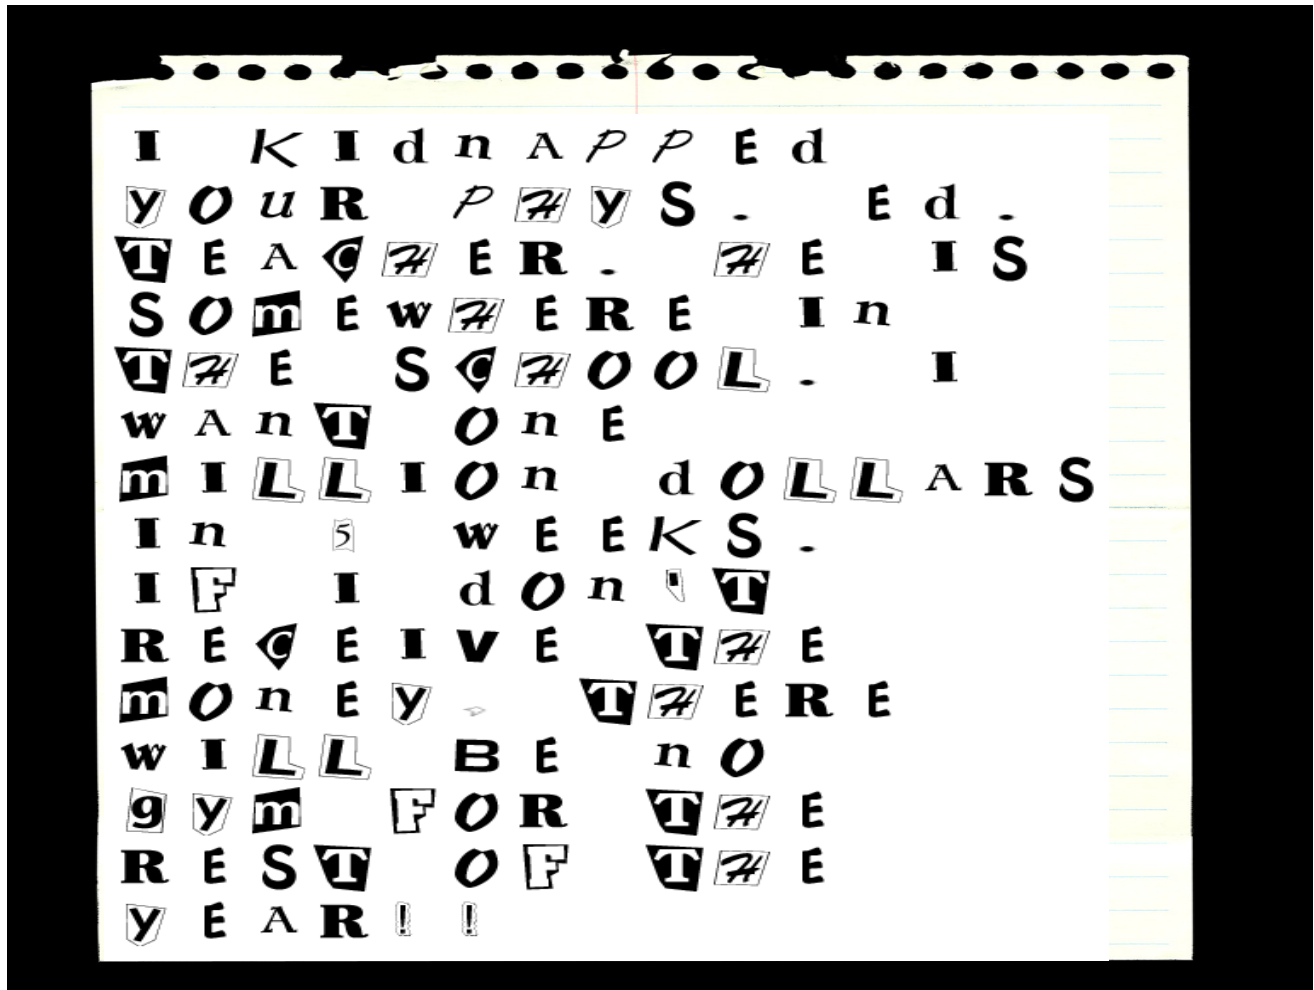 I KIdnAPPEd
yOuR PHyS. Ed.
TEACHER. HE IS
SOmEwHERE In
THE SCHOOL. I
wAnT OnE
mILLIOn dOLLARS
In 5 wEEKS.
IF I dOn'T
RECEIVE THE
mOnEy, THERE
wILL BE nO
gym FOR THE
REST OF THE
yEAR!!